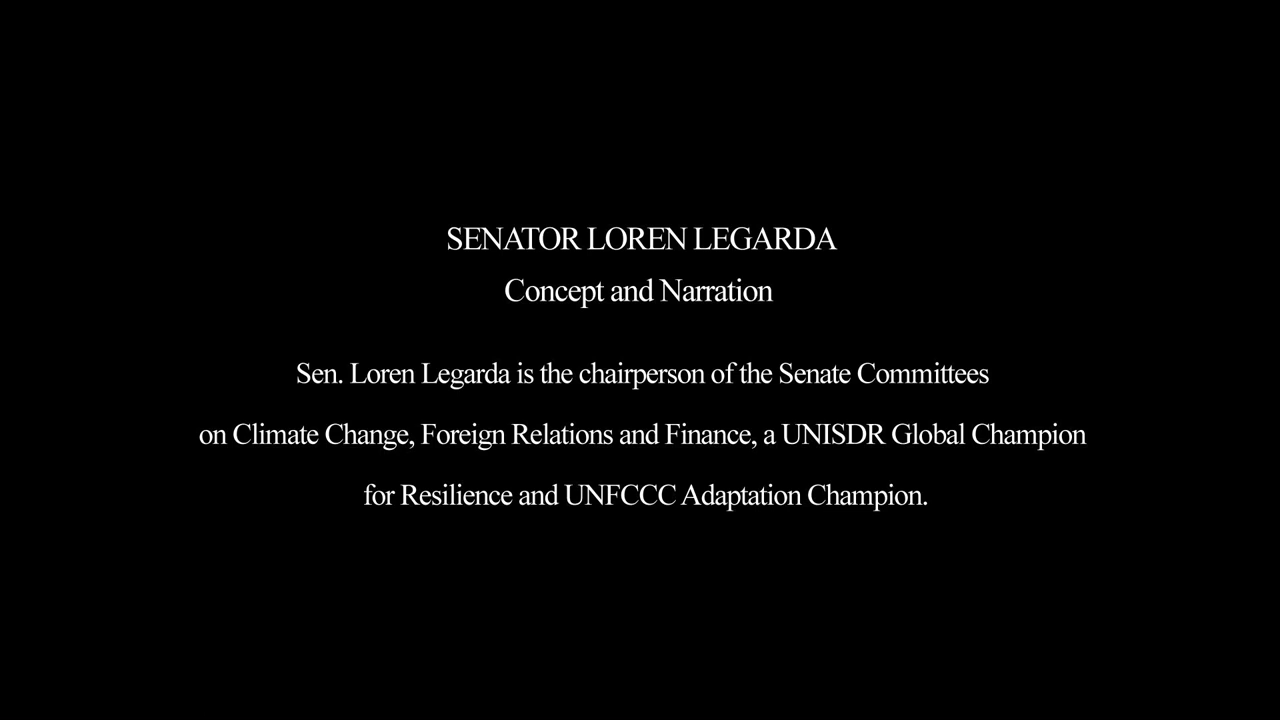 SENATOR LOREN LEGARDA
Concept and Narration
Sen. Loren Legarda is the chairperson of the Senate Committees
on Climate Change, Foreign Relations and Finance, a UNISDR Global Champion
for Resilience and UNFCCC Adaptation Champion.